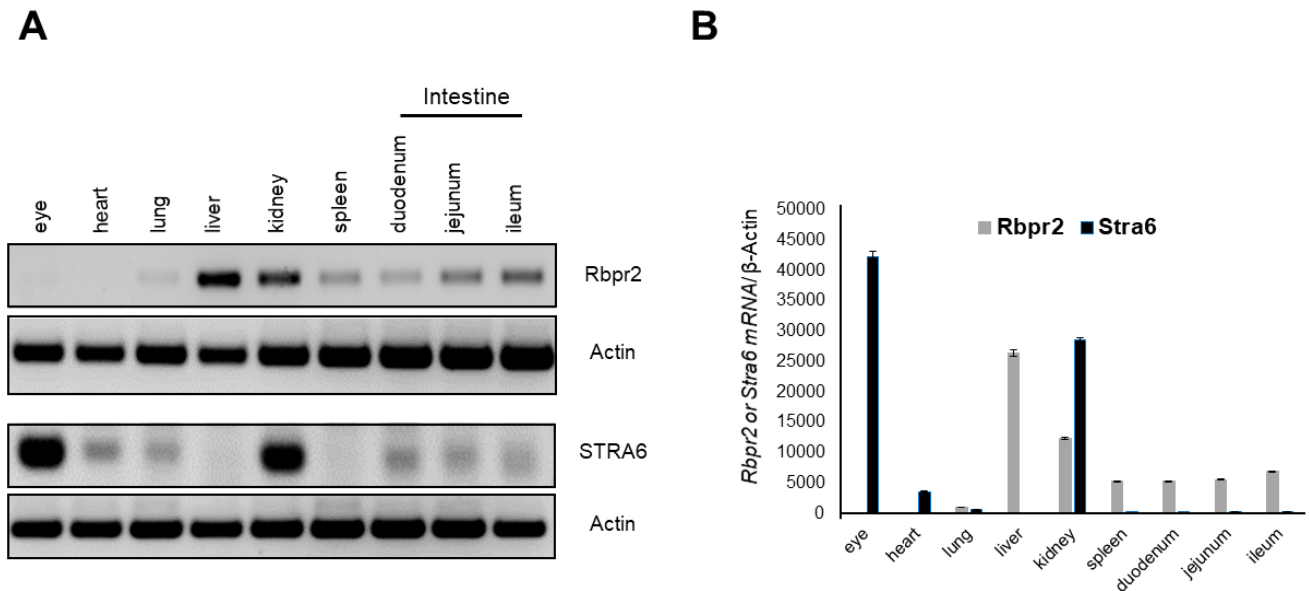 A
Intestine
eye
heart
lung
liver
kidney
spleen
duodenum
jejunum
ileum
Rbpr2
Actin
STRA6
Actin
B
Rbpr2 or Stra6 mRNA/ β-Actin
50000
45000
40000
35000
30000
25000
20000
15000
10000
5000
0
Rbpr2 Stra6
eye
heart
lung
liver
kidney
spleen
duodenum
jejunum
ileum